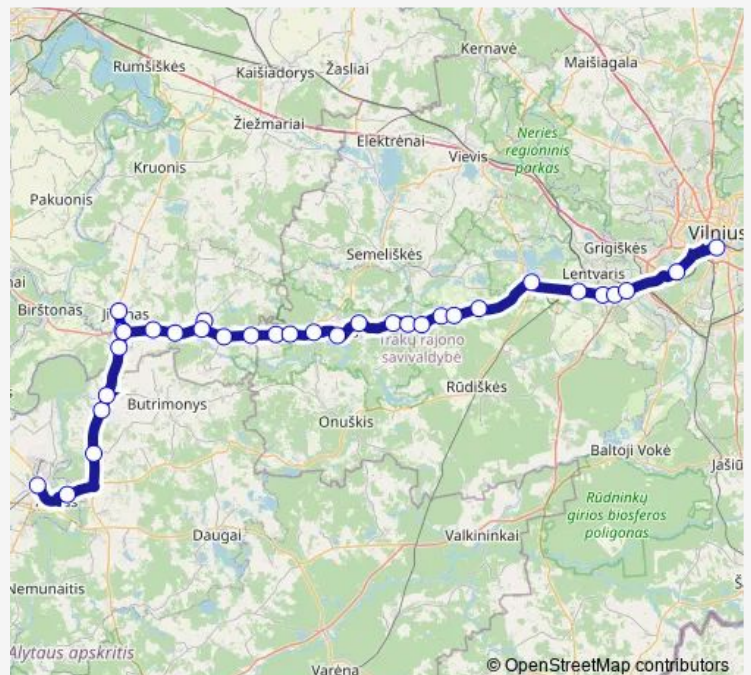 Kernavė
Maišiagala
Rumšiškės
Kaišiadorys
Žasliai
Žiežmariai
Elektrėnai
Neries
regioninis
parkas
Vievis
Kruonis
Pakuonis
Vilnius
Semeliškės
Grigiškės
Lentvaris
Birštonas
Trakų rajono
savivaldybė
Butrimonys
Rūdiškės
Onuškis
Baltoji Vokė
Rūdninkų
girios biosferos
poligonas
Daugai
Valkininkai
Nemunaitis
Alytaus apskritis
Varėna
© OpenStreetMap contributors